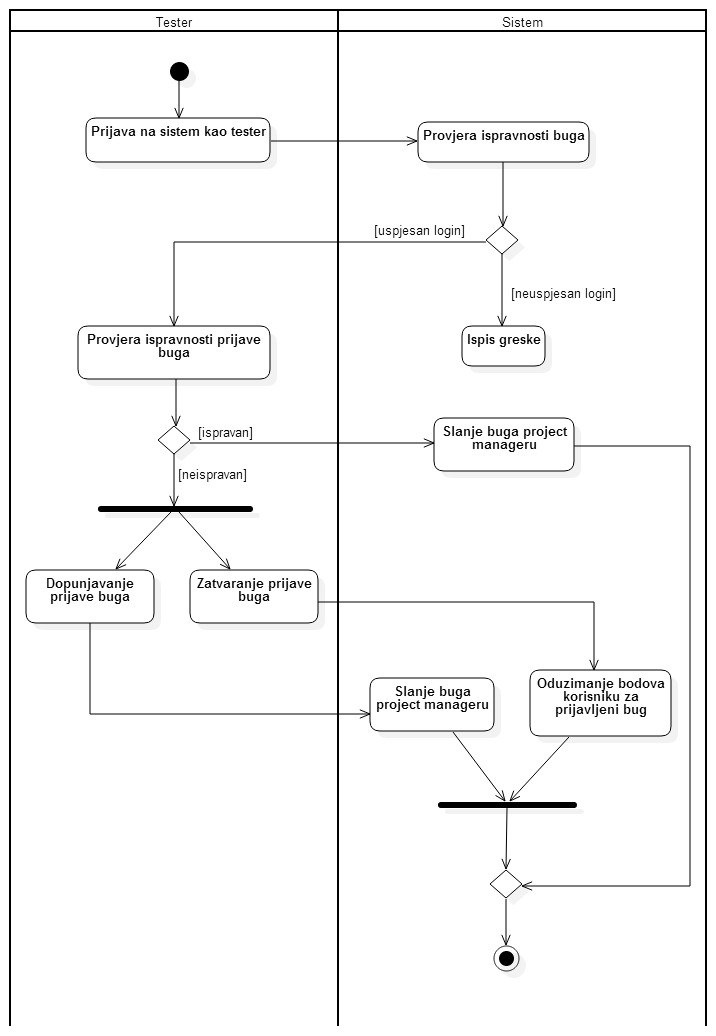 Tester
Sistem
Prijava na sistem kao tester
Provjera ispravnosti buga
[uspjesan login]
[neuspjesan login]
Provjera ispravnosti prijave
buga
Ispis greske
[ispravan]
Slanje buga project
manageru
[neispravan]
Dopunjavanje
prijave buga
Zatvaranje prijave
buga
Slanje buga
project manageru
Oduzimanje bodova
korisniku za
prijavljeni bug